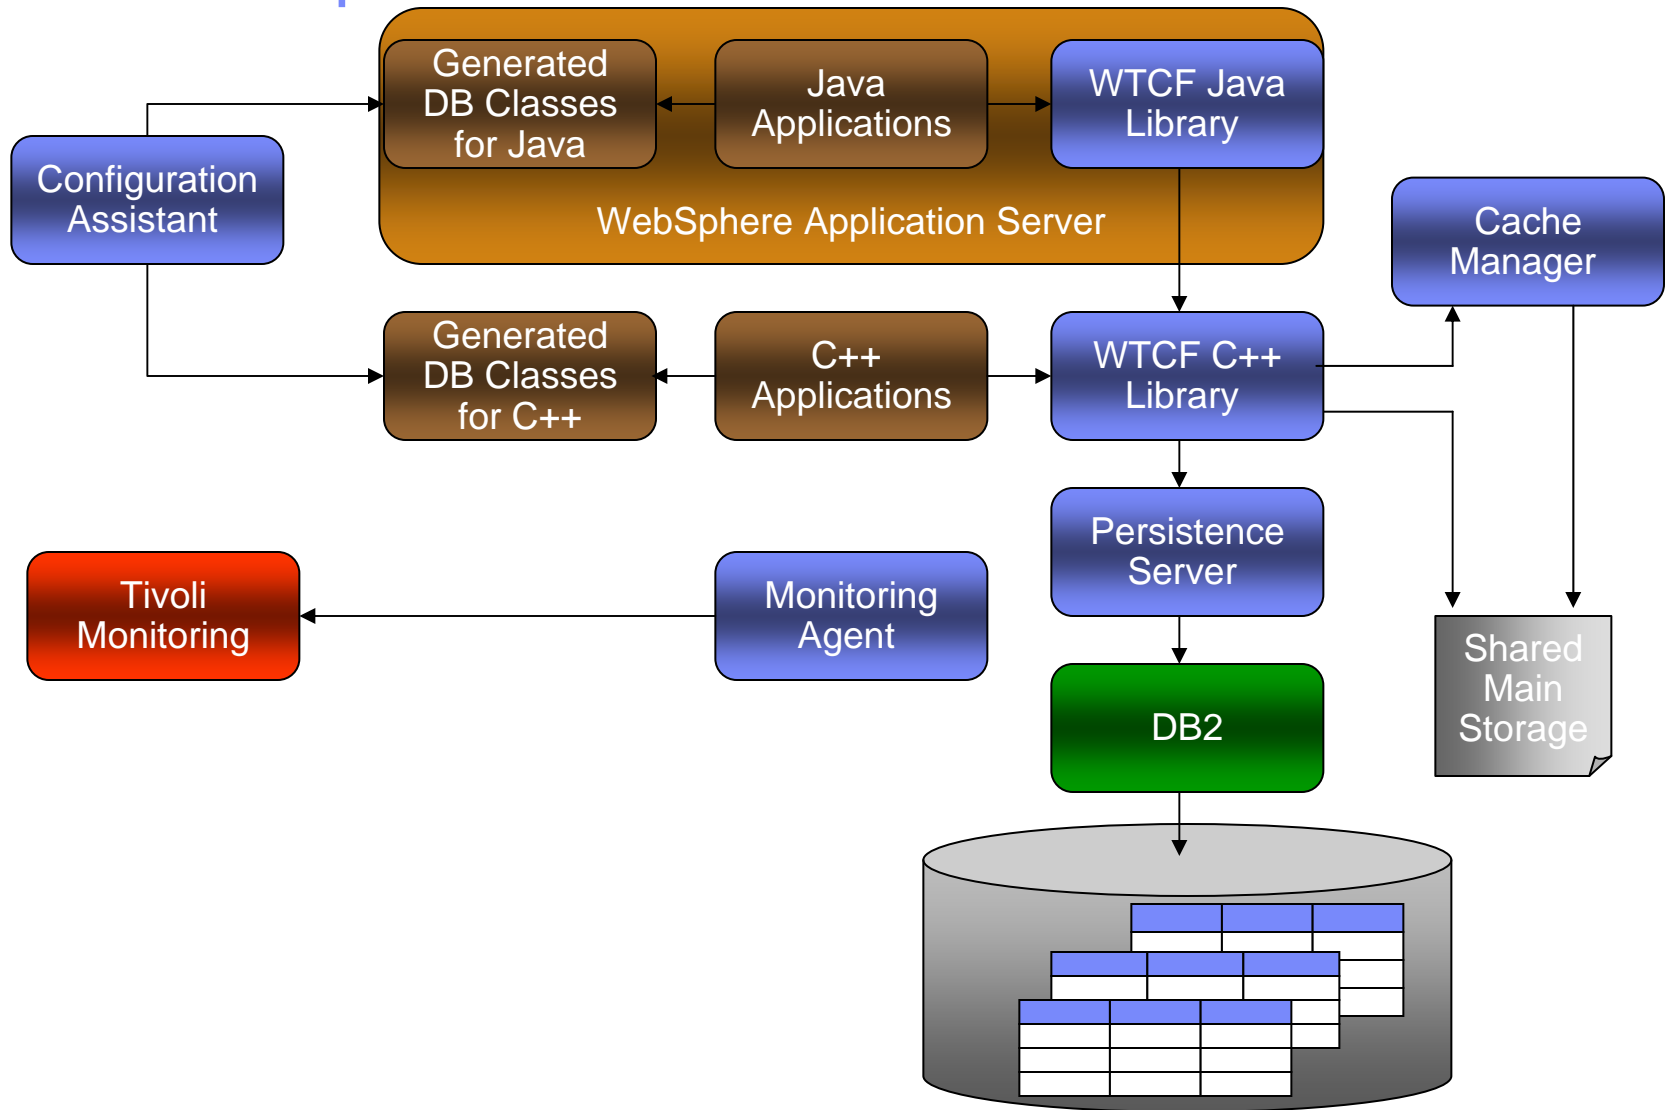 Generated
DB Classes
for Java
Java
Applications
WTCF Java
Library
WebSphere Application Server
Configuration
Assistant
Cache
Manager
Generated
DB Classes
for C++
C++
Applications
WTCF C++
Library
Persistence
Server
Tivoli
Monitoring
Monitoring
Agent
Shared
Main
Storage
DB2